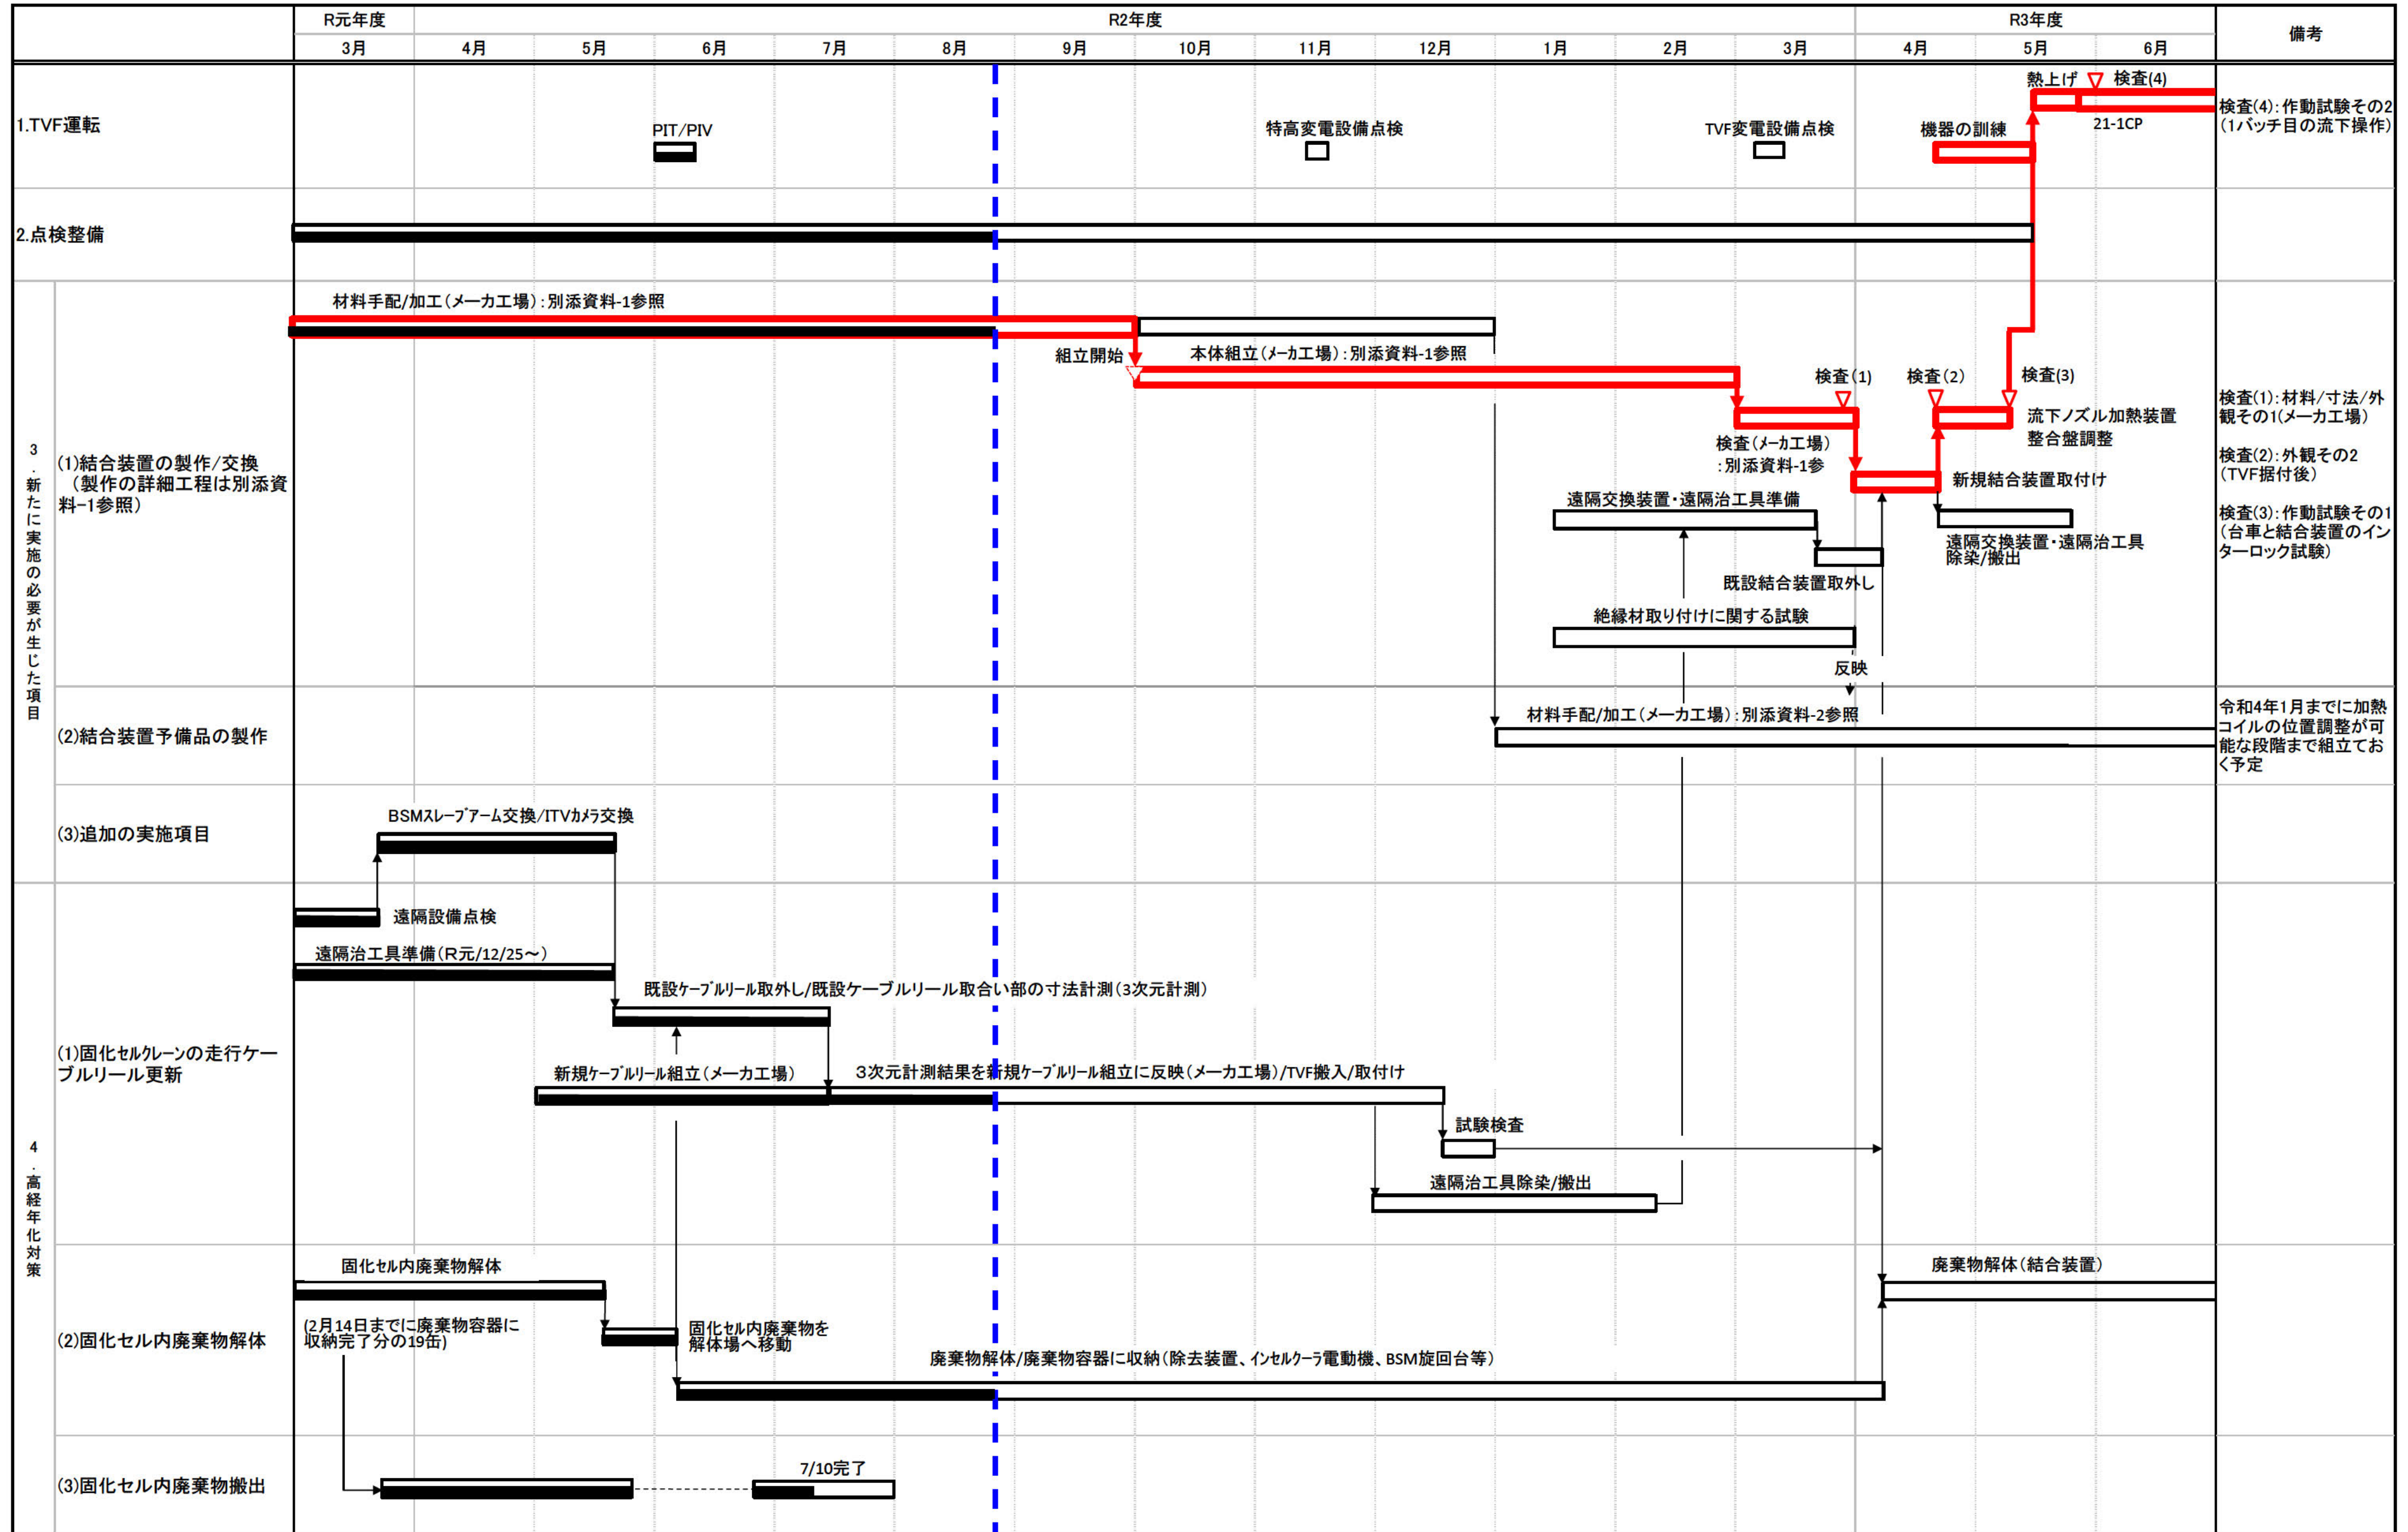 R元年度
R2年度
R3年度
備考
3月
4月
5月
6月
7月
8月
9月
10月
11月
12月
1月
2月
3月
4月
5月
6月
1.TVF運転
PIT/PIV
特高変電設備点検
TVF変電設備点検
機器の訓練
熱上げ
検査(4)
21-1CP
検査(4):作動試験その2
(1バッチ目の流下操作)
2.点検整備
3.新たに実施の必要が生じた項目
(1)結合装置の製作/交換
(製作の詳細工程は別添資
料-1参照)
材料手配/加工(メーカ工場):別添資料-1参照
組立開始
本体組立(メーカ工場):別添資料-1参照
検査(1)
検査(2)
検査(3)
検査(メーカ工場)
:別添資料-1参
流下ノズル加熱装置
整合盤調整
新規結合装置取付け
遠隔交換装置・遠隔治工具準備
既設結合装置取外し
遠隔交換装置・遠隔治工具
除染/搬出
絶縁材取り付けに関する試験
反映
検査(1):材料/寸法/外
観その1(メーカ工場)
検査(2):外観その2
(TVF据付後)
検査(3):作動試験その1
(台車と結合装置のイン
ターロック試験)
(2)結合装置予備品の製作
材料手配/加工(メーカ工場):別添資料-2参照
令和4年1月までに加熱
コイルの位置調整が可
能な段階まで組立てお
く予定
(3)追加の実施項目
BSMスレーブアーム交換/ITVカメラ交換
4.高経年化対策
(1)固化セルクレーンの走行ケー
ブルリール更新
遠隔設備点検
遠隔治工具準備(R元/12/25~)
既設ケーブルリール取外し/既設ケーブルリール取合い部の寸法計測(3次元計測)
新規ケーブルリール組立(メーカ工場)
3次元計測結果を新規ケーブルリール組立に反映(メーカ工場)/TVF搬入/取付け
試験検査
遠隔治工具除染/搬出
(2)固化セル内廃棄物解体
固化セル内廃棄物解体
(2月14日までに廃棄物容器に
収納完了分の19缶)
固化セル内廃棄物を
解体場へ移動
廃棄物解体/廃棄物容器に収納(除去装置、インセルクーラ電動機、BSM旋回台等)
廃棄物解体(結合装置)
(3)固化セル内廃棄物搬出
7/10完了